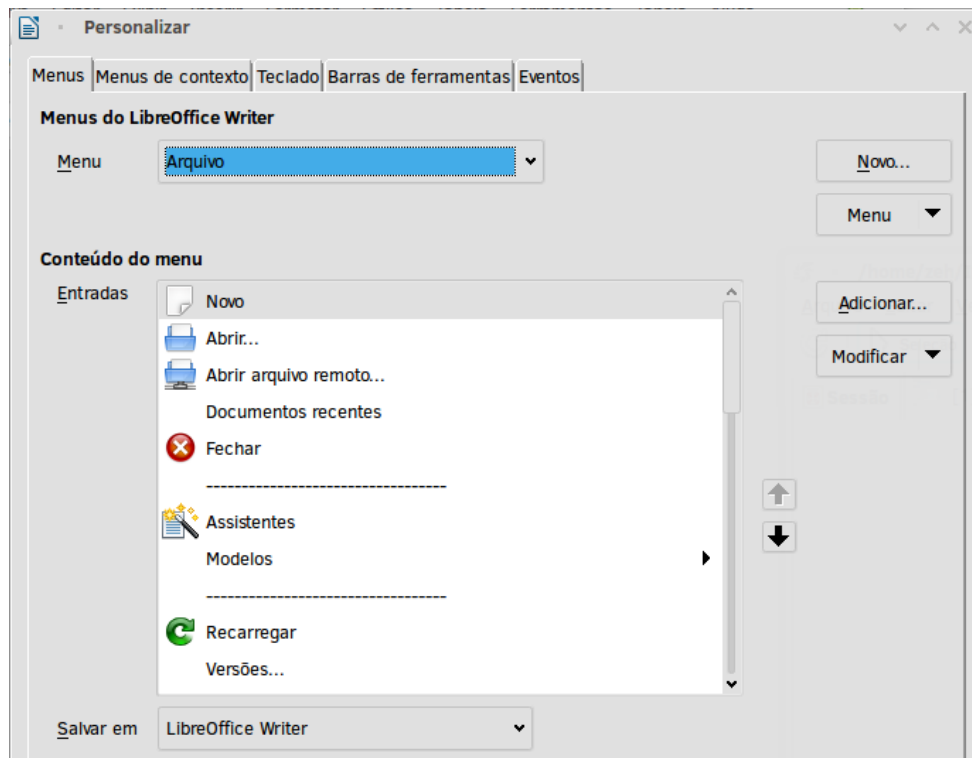 Personalizar
Menus Menus de contexto Teclado Barras de ferramentas Eventos
Menus do LibreOffice Writer
Menu Arquivo Novo...
Menu
Conteúdo do menu
Entradas
Novo
Adicionar...
Abrir...
Modificar
Abrir arquivo remoto...
Documentos recentes
Fechar
----------------------------------
Assistentes
Modelos
----------------------------------
Recarregar
Versões...
Salvar em LibreOffice Writer